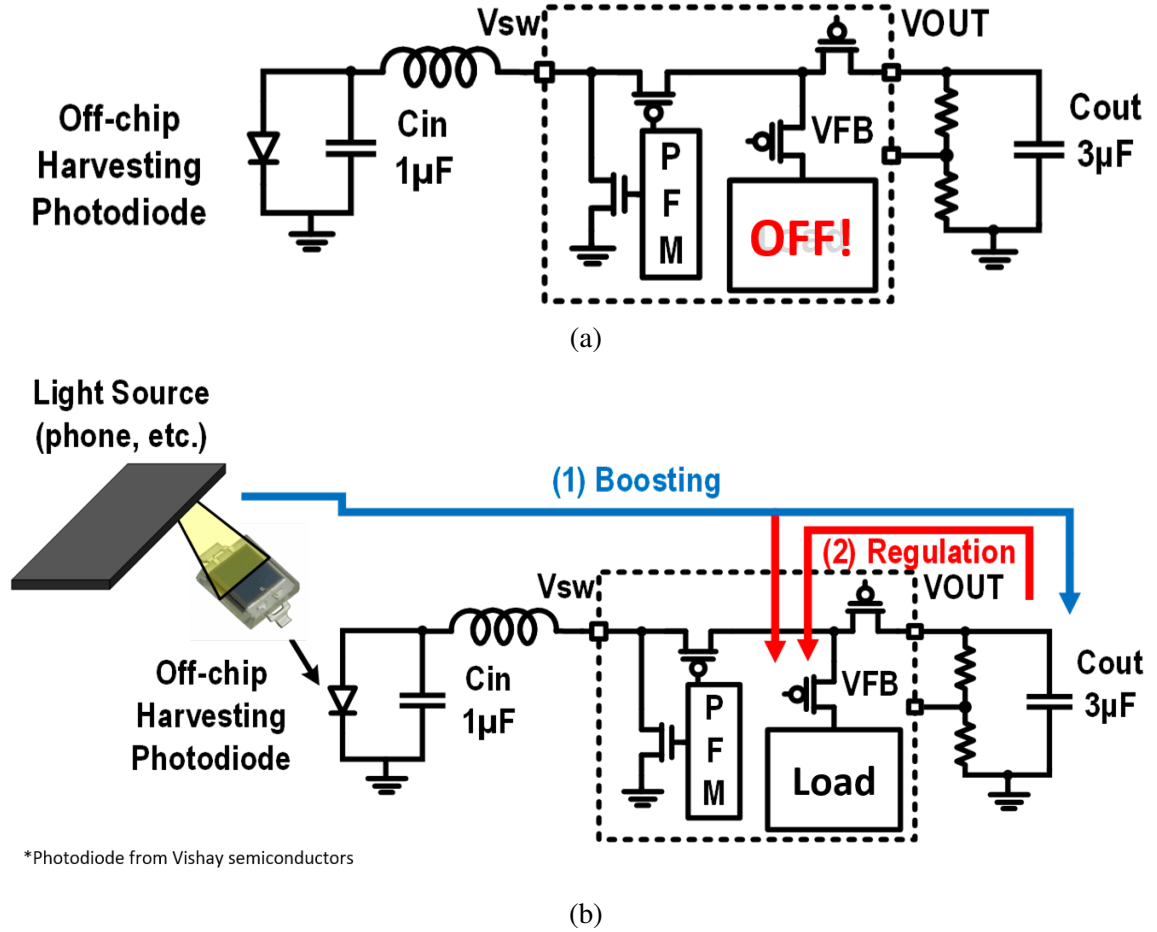 Vsw
VOUT
Off-chip
Harvesting
Photodiode
Cin
1µF
P
F
M
VFB
OFF!
Cout
3µF
(a)
Light Source
(phone, etc.)
(1) Boosting
(2) Regulation
Vsw
VOUT
Off-chip
Harvesting
Photodiode
Cin
1µF
P
F
M
VFB
Load
Cout
3µF
*Photodiode from Vishay semiconductors
(b)